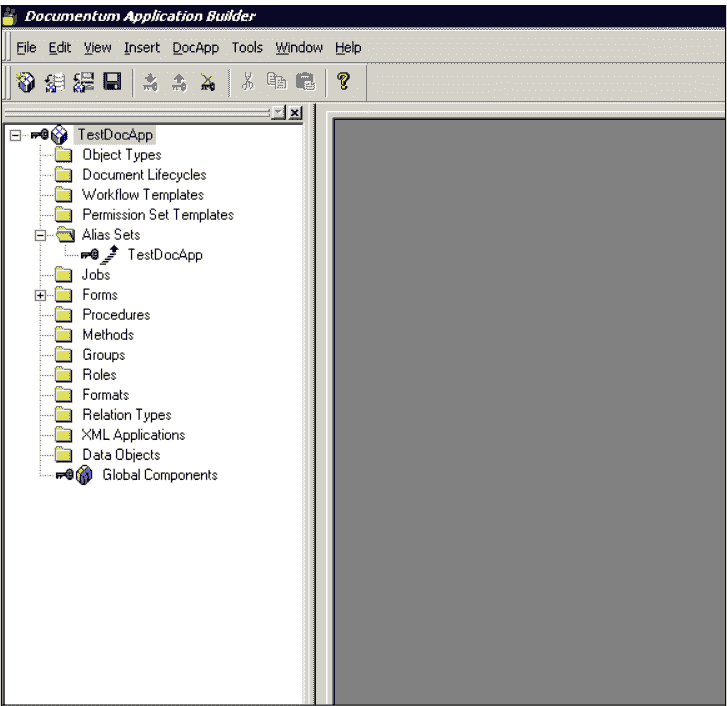 Documentum Application Builder
File Edit View Insert DocApp Tools Window Help
TestDocApp
Object Types
Document Lifecycles
Workflow Templates
Permission Set Templates
Alias Sets
TestDocApp
Jobs
Forms
Procedures
Methods
Groups
Roles
Formats
Relation Types
XML Applications
Data Objects
Global Components